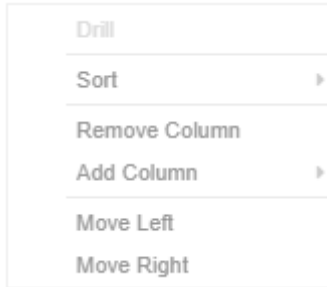 Drill
Sort
Remove Column
Add Column
Move Left
Move Right